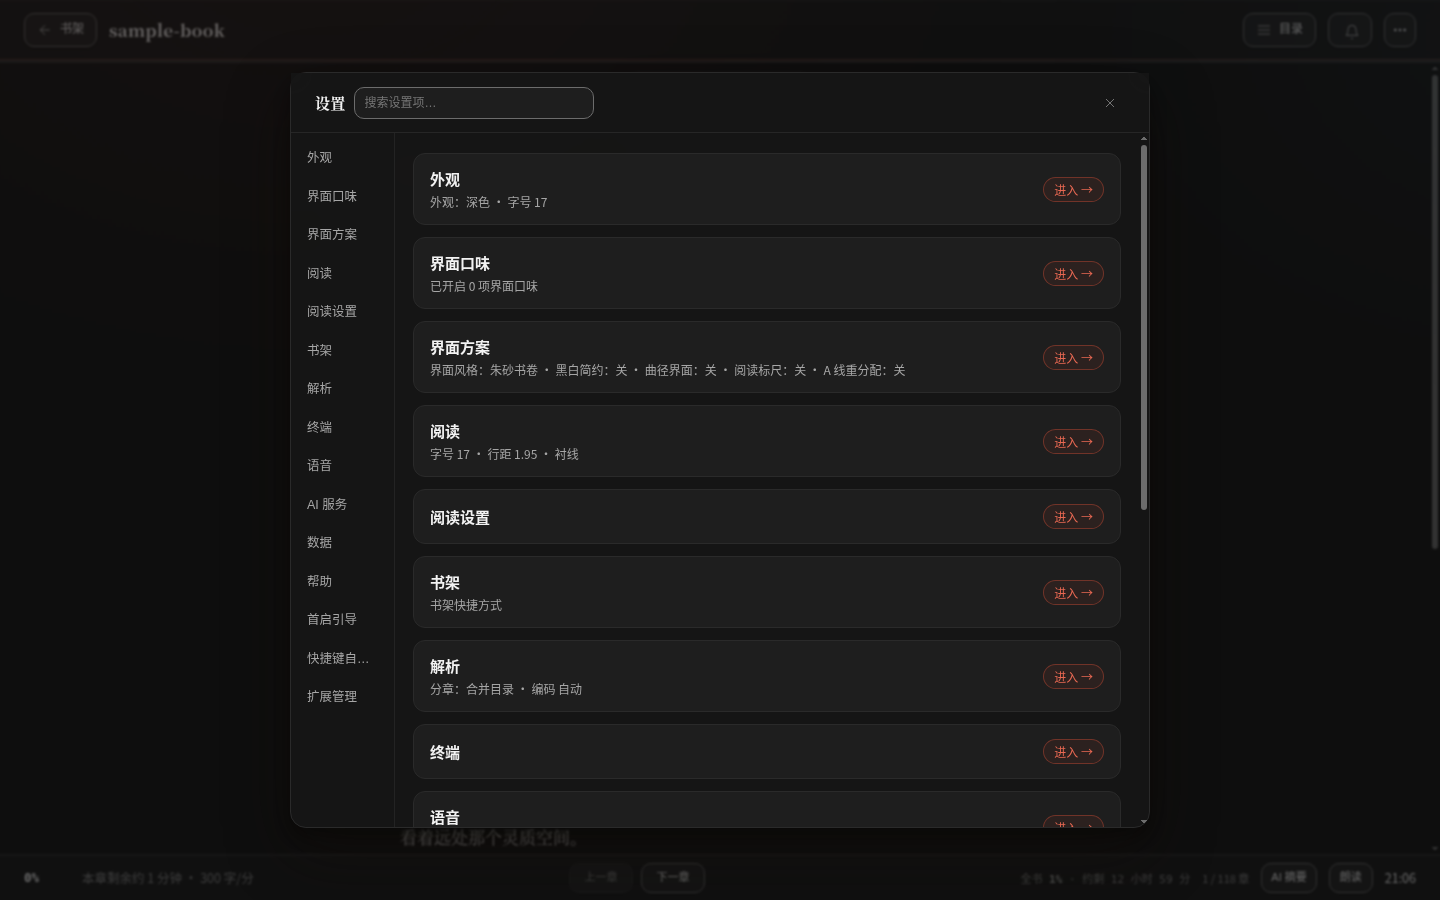 书架
sample-book
目录
设置
搜索设置项...
外观
界面口味
界面方案
阅读
阅读设置
书架
解析
终端
语音
AI 服务
数据
帮助
首启引导
快捷键自...
扩展管理
外观
外观：深色 · 字号 17
进入 →
界面口味
已开启 0 项界面口味
进入 →
界面方案
界面风格：朱砂书卷 · 黑白简约：关 · 曲径界面：关 · 阅读标尺：关 · A 线重分配：关
进入 →
阅读
字号 17 · 行距 1.95 · 衬线
进入 →
阅读设置
进入 →
书架
书架快捷方式
进入 →
解析
分章：合并目录 · 编码 自动
进入 →
终端
进入 →
语音
进入 →
看着远处那个灵质空间。
0%
本章剩余约 1 分钟 · 300 字/分
上一章
下一章
全书 1% · 约剩 12 小时 59 分
1/118 章
AI 摘要
朗读
21:06